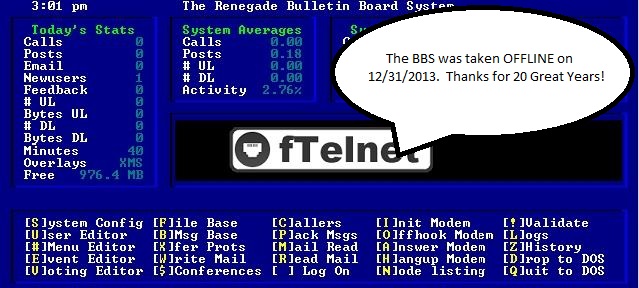 3:01 pm The Renegade Bulletin Board System
Today's Stats
Calls 0
Posts 0
Email 0
Newusers 1
Feedback 0
# UL 0
Bytes UL 0
# DL 0
Bytes DL 0
Minutes 40
Overlays XMS
Free 976.4 MB
System Averages
Calls 0.00
Posts 0.18
# UL 0.00
# DL 0.00
Activity 2.76%
The BBS was taken OFFLINE on
12/31/2013. Thanks for 20 Great Years!
fTelnet
[S]ystem Config [F]ile Base [C]allers [I]nit Modem [!]Validate
[U]ser Editor [B]Msg Base [P]ack Msgs [O]ffhook Modem [L]ogs
[#]Menu Editor [X]fer Prots [M]ail Read [A]nswer Modem [Z]History
[E]vent Editor [W]rite Mail [R]ead Mail [H]angup Modem [D]rop to DOS
[V]oting Editor [$]Conferences [ ] Log On [N]ode listing [Q]uit to DOS